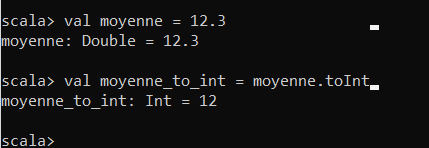 scala> val moyenne = 12.3
moyenne: Double = 12.3
scala> val moyenne_to_int = moyenne.toInt
moyenne_to_int: Int = 12
scala>